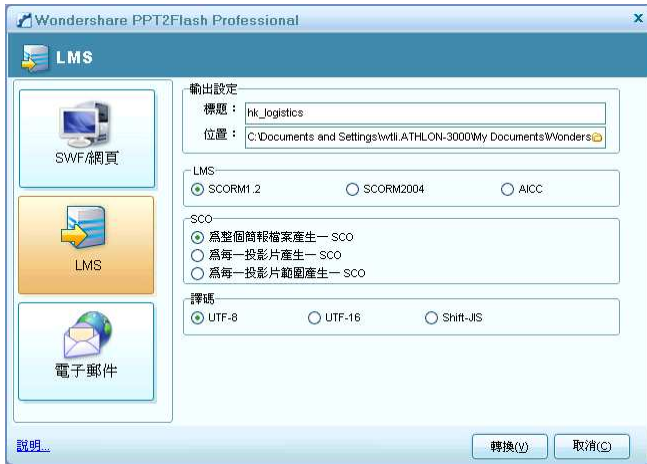 Wondershare PPT2Flash Professional
x
LMS
SWF/網頁
LMS
電子郵件
輸出設定
標題： hk_logistics
位置： C:\Documents and Settings\wtli.ATHLON-3000\My Documents\Wonders
LMS
SCORM1.2 SCORM2004 AICC
SCO
爲整個簡報檔案產生一 SCO
爲每一投影片產生一 SCO
爲每一投影片範圍產生一 SCO
譯碼
UTF-8 UTF-16 Shift-JIS
說明...
轉換(V) 取消(C)